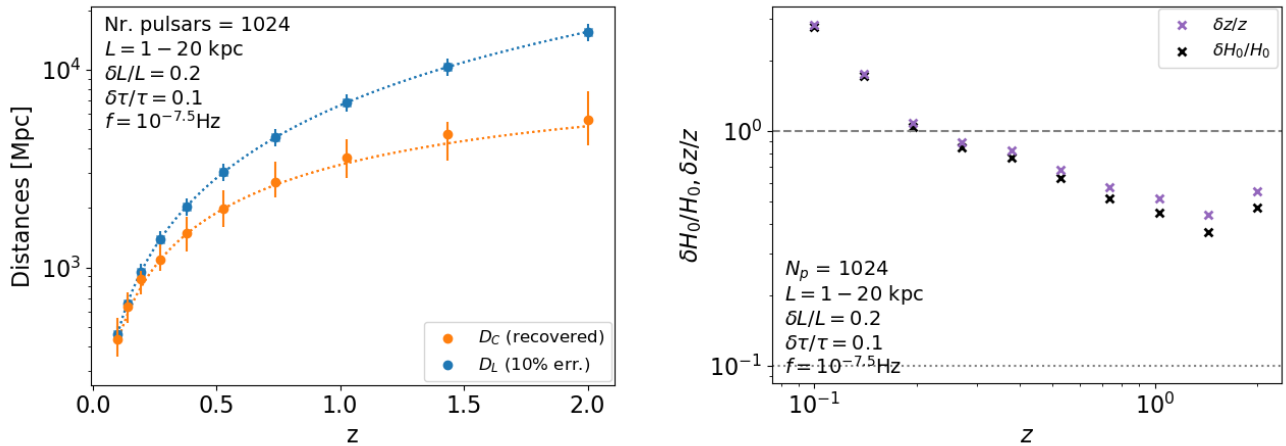 Nr. pulsars = 1024
L = 1 − 20 kpc
δL/L = 0.2
δτ/τ = 0.1
f = 10^{−7.5}Hz
Distances [Mpc]
10^4
10^3
D_C (recovered)
D_L (10% err.)
0.0 0.5 1.0 1.5 2.0
z
δz/z
δH_0/H_0
δH_0/H_0, δz/z
10^0
10^{−1}
N_p = 1024
L = 1 − 20 kpc
δL/L = 0.2
δτ/τ = 0.1
f = 10^{−7.5}Hz
10^{−1} 10^0
z